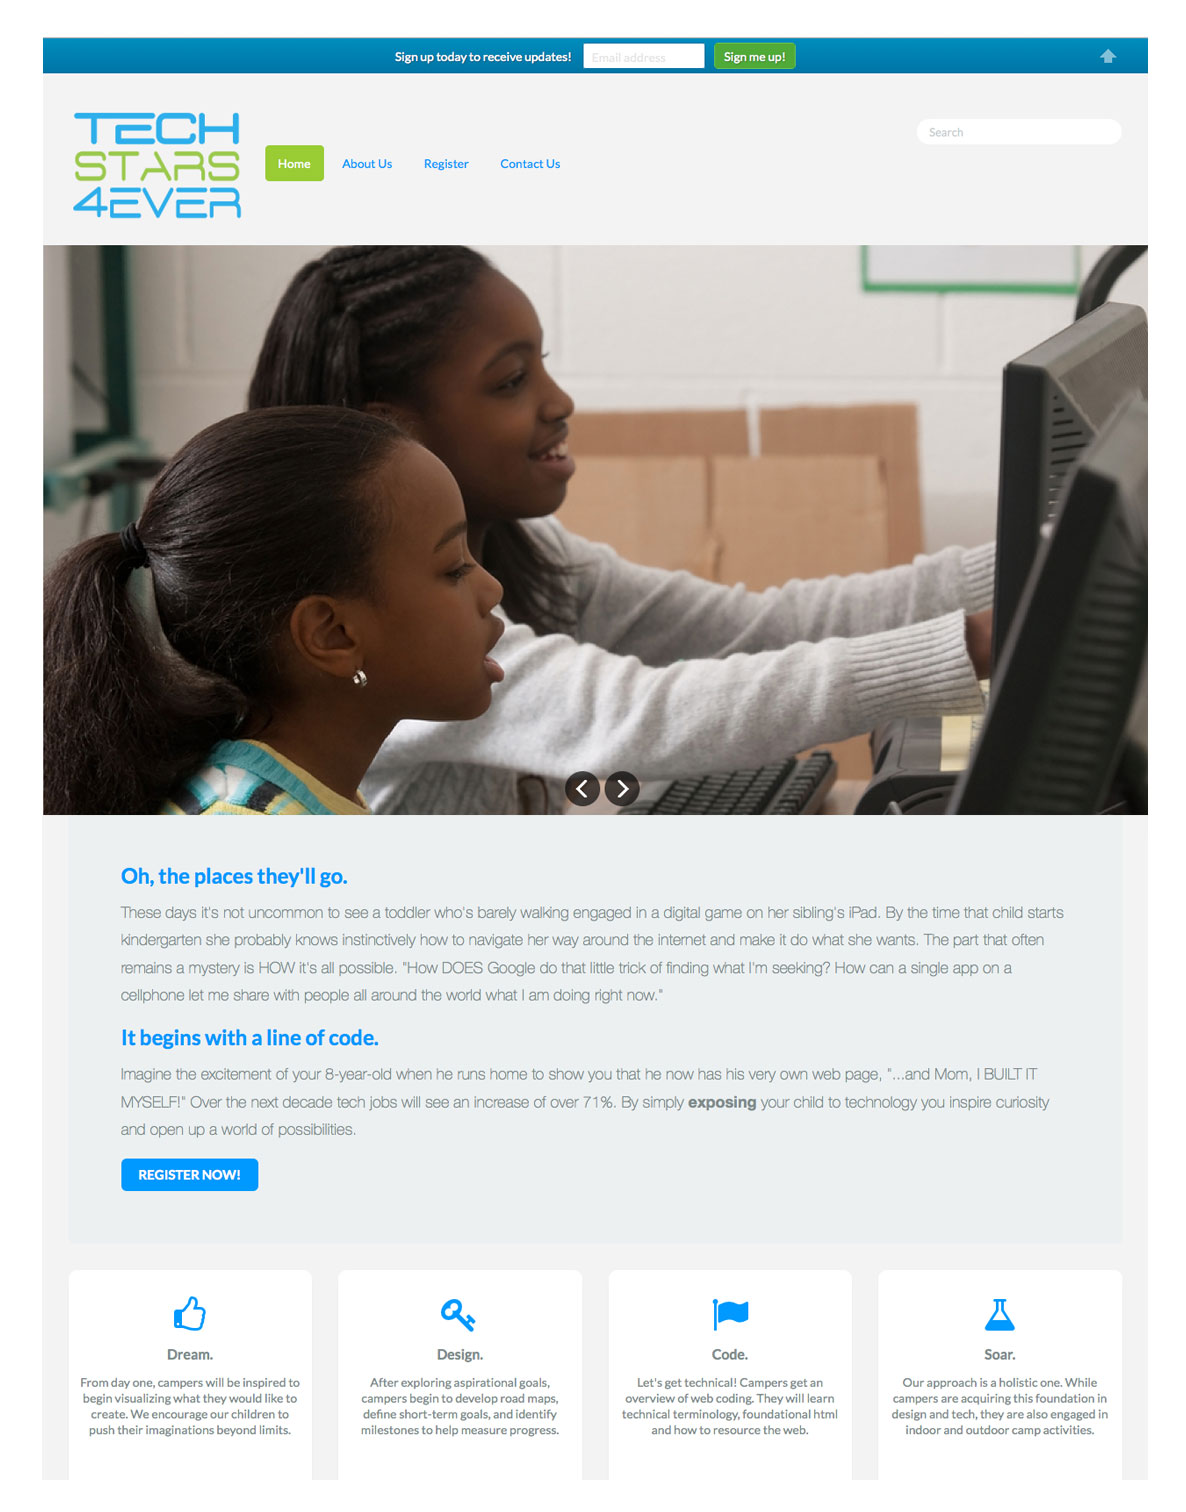 Sign up today to receive updates! Email address Sign me up!
TECH
STARS
4EVER
Home About Us Register Contact Us
Search
Oh, the places they'll go.
These days it's not uncommon to see a toddler who's barely walking engaged in a digital game on her sibling's iPad. By the time that child starts
kindergarten she probably knows instinctively how to navigate her way around the internet and make it do what she wants. The part that often
remains a mystery is HOW it's all possible. "How DOES Google do that little trick of finding what I'm seeking? How can a single app on a
cellphone let me share with people all around the world what I am doing right now."
It begins with a line of code.
Imagine the excitement of your 8-year-old when he runs home to show you that he now has his very own web page, "...and Mom, I BUILT IT
MYSELF!" Over the next decade tech jobs will see an increase of over 71%. By simply exposing your child to technology you inspire curiosity
and open up a world of possibilities.
REGISTER NOW!
Dream.
From day one, campers will be inspired to
begin visualizing what they would like to
create. We encourage our children to
push their imaginations beyond limits.
Design.
After exploring aspirational goals,
campers begin to develop road maps,
define short-term goals, and identify
milestones to help measure progress.
Code.
Let's get technical! Campers get an
overview of web coding. They will learn
technical terminology, foundational html
and how to resource the web.
Soar.
Our approach is a holistic one. While
campers are acquiring this foundation in
design and tech, they are also engaged in
indoor and outdoor camp activities.